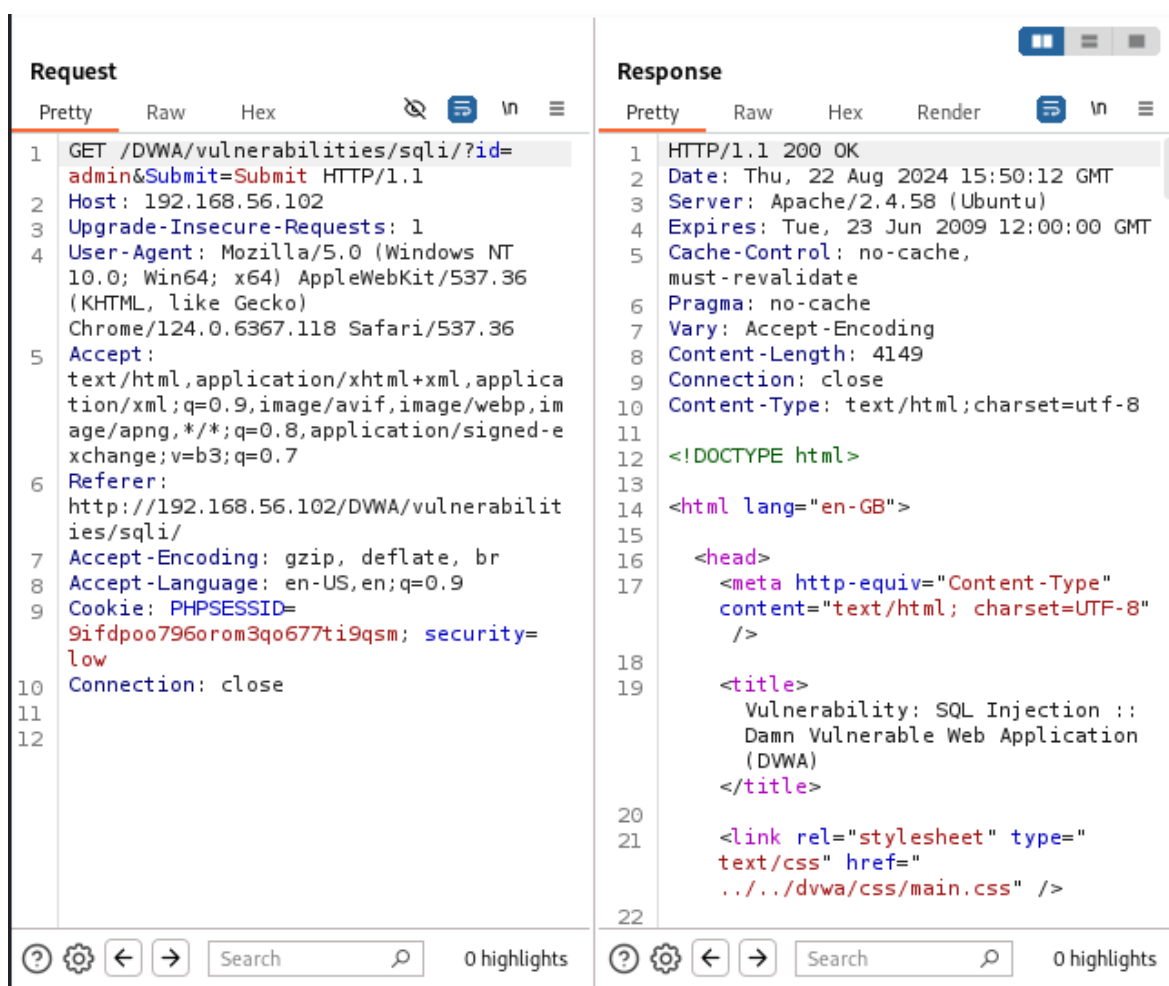 Request
Pretty Raw Hex \n
1 GET /DVWA/vulnerabilities/sqli/?id=
admin&Submit=Submit HTTP/1.1
2 Host: 192.168.56.102
3 Upgrade-Insecure-Requests: 1
4 User-Agent: Mozilla/5.0 (Windows NT
10.0; Win64; x64) AppleWebKit/537.36
(KHTML, like Gecko)
Chrome/124.0.6367.118 Safari/537.36
5 Accept:
text/html,application/xhtml+xml,applica
tion/xml;q=0.9,image/avif,image/webp,im
age/apng,*/*;q=0.8,application/signed-e
xchange;v=b3;q=0.7
6 Referer:
http://192.168.56.102/DVWA/vulnerabilit
ies/sqli/
7 Accept-Encoding: gzip, deflate, br
8 Accept-Language: en-US,en;q=0.9
9 Cookie: PHPSESSID=
9ifdpoo796orom3qo677ti9qsm; security=
low
10 Connection: close
11
12
Search 0 highlights
Response
Pretty Raw Hex Render \n
1 HTTP/1.1 200 OK
2 Date: Thu, 22 Aug 2024 15:50:12 GMT
3 Server: Apache/2.4.58 (Ubuntu)
4 Expires: Tue, 23 Jun 2009 12:00:00 GMT
5 Cache-Control: no-cache,
must-revalidate
6 Pragma: no-cache
7 Vary: Accept-Encoding
8 Content-Length: 4149
9 Connection: close
10 Content-Type: text/html;charset=utf-8
11
12 <!DOCTYPE html>
13
14 <html lang="en-GB">
15
16 <head>
17 <meta http-equiv="Content-Type"
content="text/html; charset=UTF-8"
/>
18
19 <title>
Vulnerability: SQL Injection ::
Damn Vulnerable Web Application
(DVWA)
</title>
20
21 <link rel="stylesheet" type="
text/css" href="
../../dvwa/css/main.css" />
22
Search 0 highlights